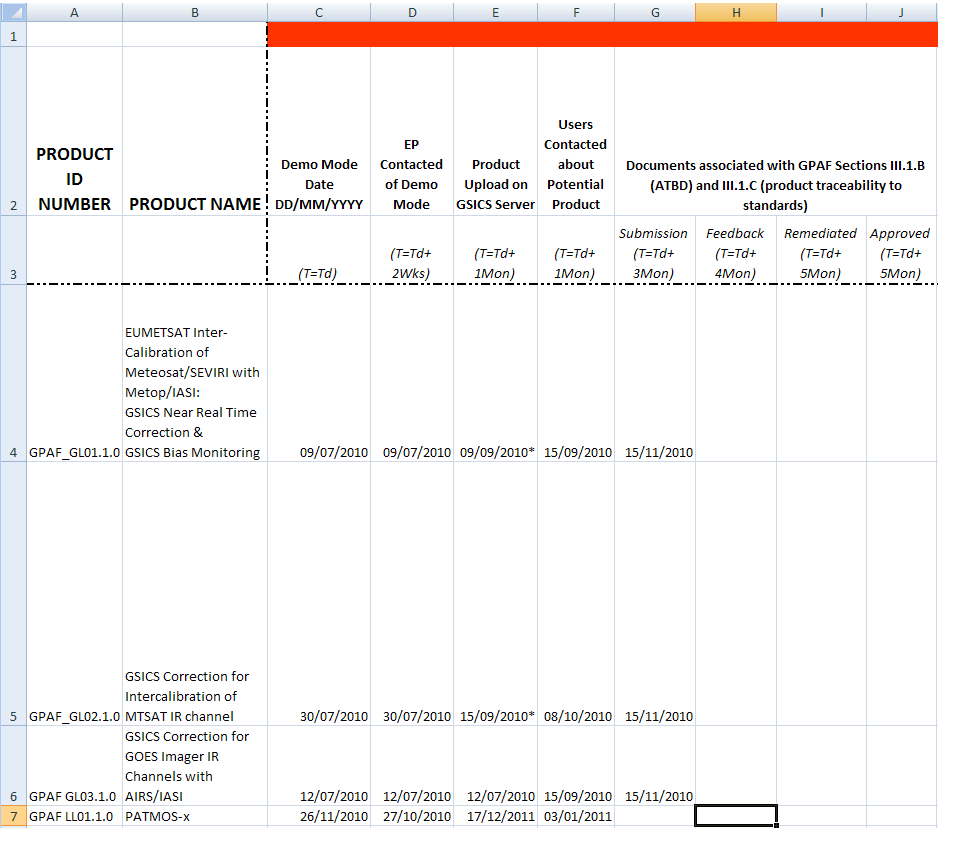 A B C D E F G H I J
1
2 PRODUCT ID NUMBER PRODUCT NAME Demo Mode Date DD/MM/YYYY EP Contacted of Demo Mode Product Upload on GSICS Server Users Contacted about Potential Product Documents associated with GPAF Sections III.1.B (ATBD) and III.1.C (product traceability to standards)
3 (T=Td) (T=Td+ 2Wks) (T=Td+ 1Mon) (T=Td+ 1Mon) Submission (T=Td+ 3Mon) Feedback (T=Td+ 4Mon) Remediated (T=Td+ 5Mon) Approved (T=Td+ 5Mon)
EUMETSAT Inter-
Calibration of
Meteosat/SEVIRI with
Metop/IASI:
GSICS Near Real Time
Correction &
4 GPAF_GL01.1.0 GSICS Bias Monitoring 09/07/2010 09/07/2010 09/09/2010* 15/09/2010 15/11/2010
GSICS Correction for
Intercalibration of
5 GPAF_GL02.1.0 MTSAT IR channel 30/07/2010 30/07/2010 15/09/2010* 08/10/2010 15/11/2010
GSICS Correction for
GOES Imager IR
Channels with
6 GPAF GL03.1.0 AIRS/IASI 12/07/2010 12/07/2010 12/07/2010 15/09/2010 15/11/2010
7 GPAF LL01.1.0 PATMOS-x 26/11/2010 27/10/2010 17/12/2011 03/01/2011